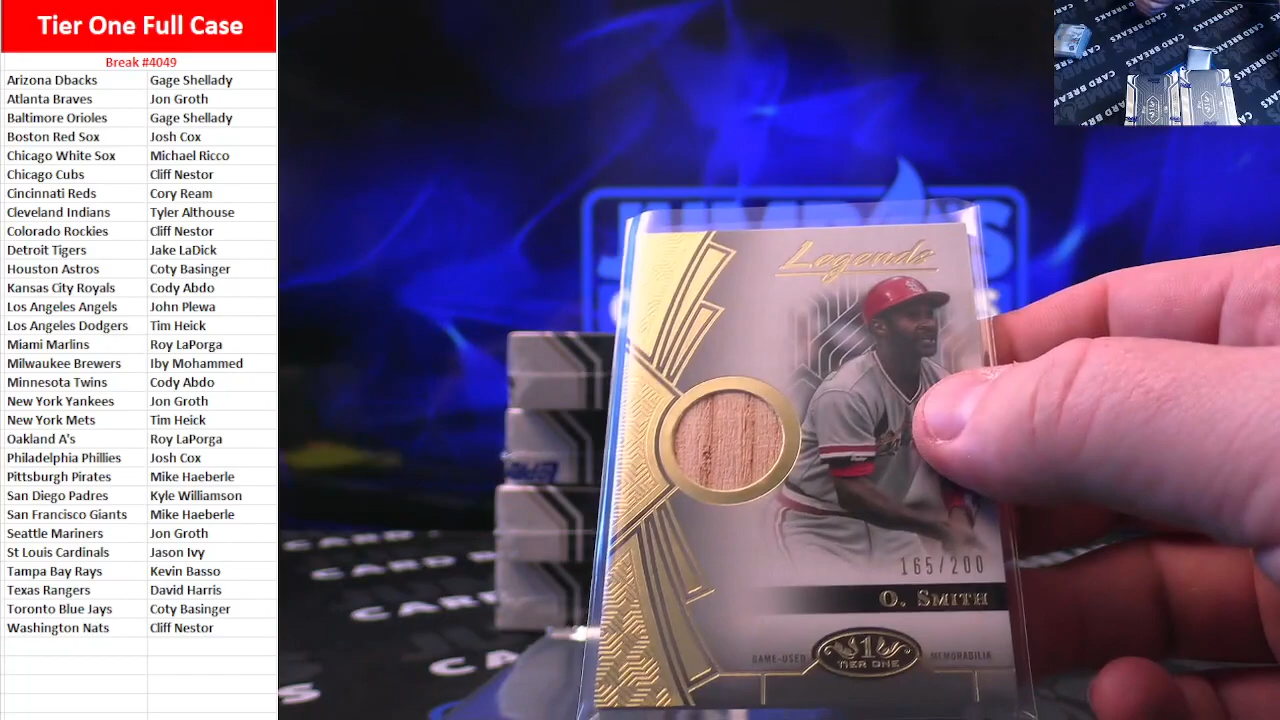 Tier One Full Case
Break #4049
Arizona Dbacks Gage Shellady
Atlanta Braves Jon Groth
Baltimore Orioles Gage Shellady
Boston Red Sox Josh Cox
Chicago White Sox Michael Ricco
Chicago Cubs Cliff Nestor
Cincinnati Reds Cory Ream
Cleveland Indians Tyler Althouse
Colorado Rockies Cliff Nestor
Detroit Tigers Jake LaDick
Houston Astros Coty Basinger
Kansas City Royals Cody Abdo
Los Angeles Angels John Plewa
Los Angeles Dodgers Tim Heick
Miami Marlins Roy LaPorga
Milwaukee Brewers Iby Mohammed
Minnesota Twins Cody Abdo
New York Yankees Jon Groth
New York Mets Tim Heick
Oakland A's Roy LaPorga
Philadelphia Phillies Josh Cox
Pittsburgh Pirates Mike Haeberle
San Diego Padres Kyle Williamson
San Francisco Giants Mike Haeberle
Seattle Mariners Jon Groth
St Louis Cardinals Jason Ivy
Tampa Bay Rays Kevin Basso
Texas Rangers David Harris
Toronto Blue Jays Coty Basinger
Washington Nats Cliff Nestor
Legends
165/200
O. SMITH
GAME-USED MEMORABILIA
1
TIER ONE
CARD BREAKS